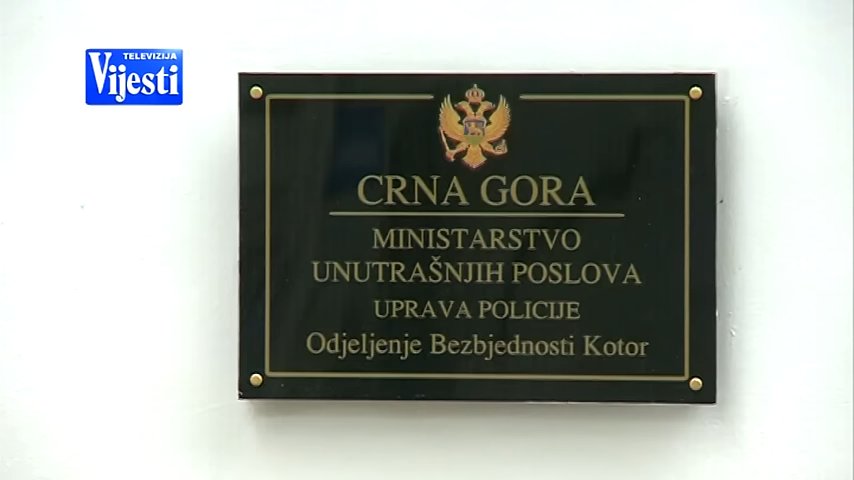 TELEVIZIJA
Vijesti
CRNA GORA
MINISTARSTVO
UNUTRAŠNJIH POSLOVA
UPRAVA POLICIJE
Odjeljenje Bezbjednosti Kotor